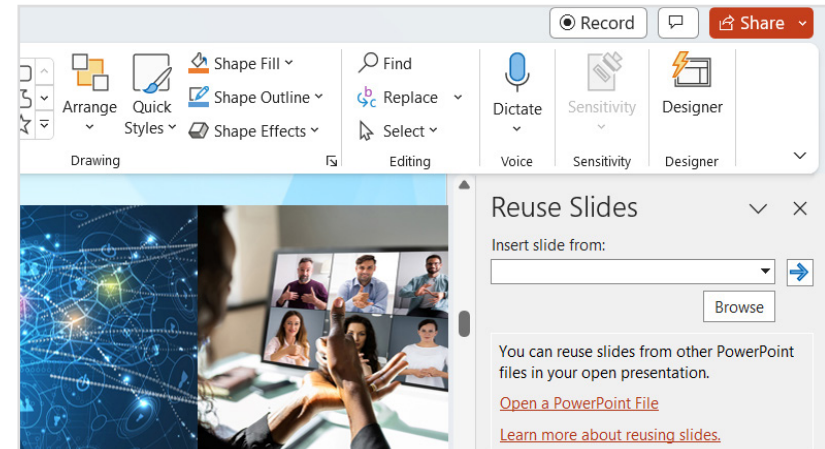 Record
Share
Arrange
Quick
Styles
Shape Fill
Shape Outline
Shape Effects
Drawing
Find
Replace
Select
Editing
Dictate
Voice
Sensitivity
Sensitivity
Designer
Designer
Reuse Slides
Insert slide from:
Browse
You can reuse slides from other PowerPoint
files in your open presentation.
Open a PowerPoint File
Learn more about reusing slides.